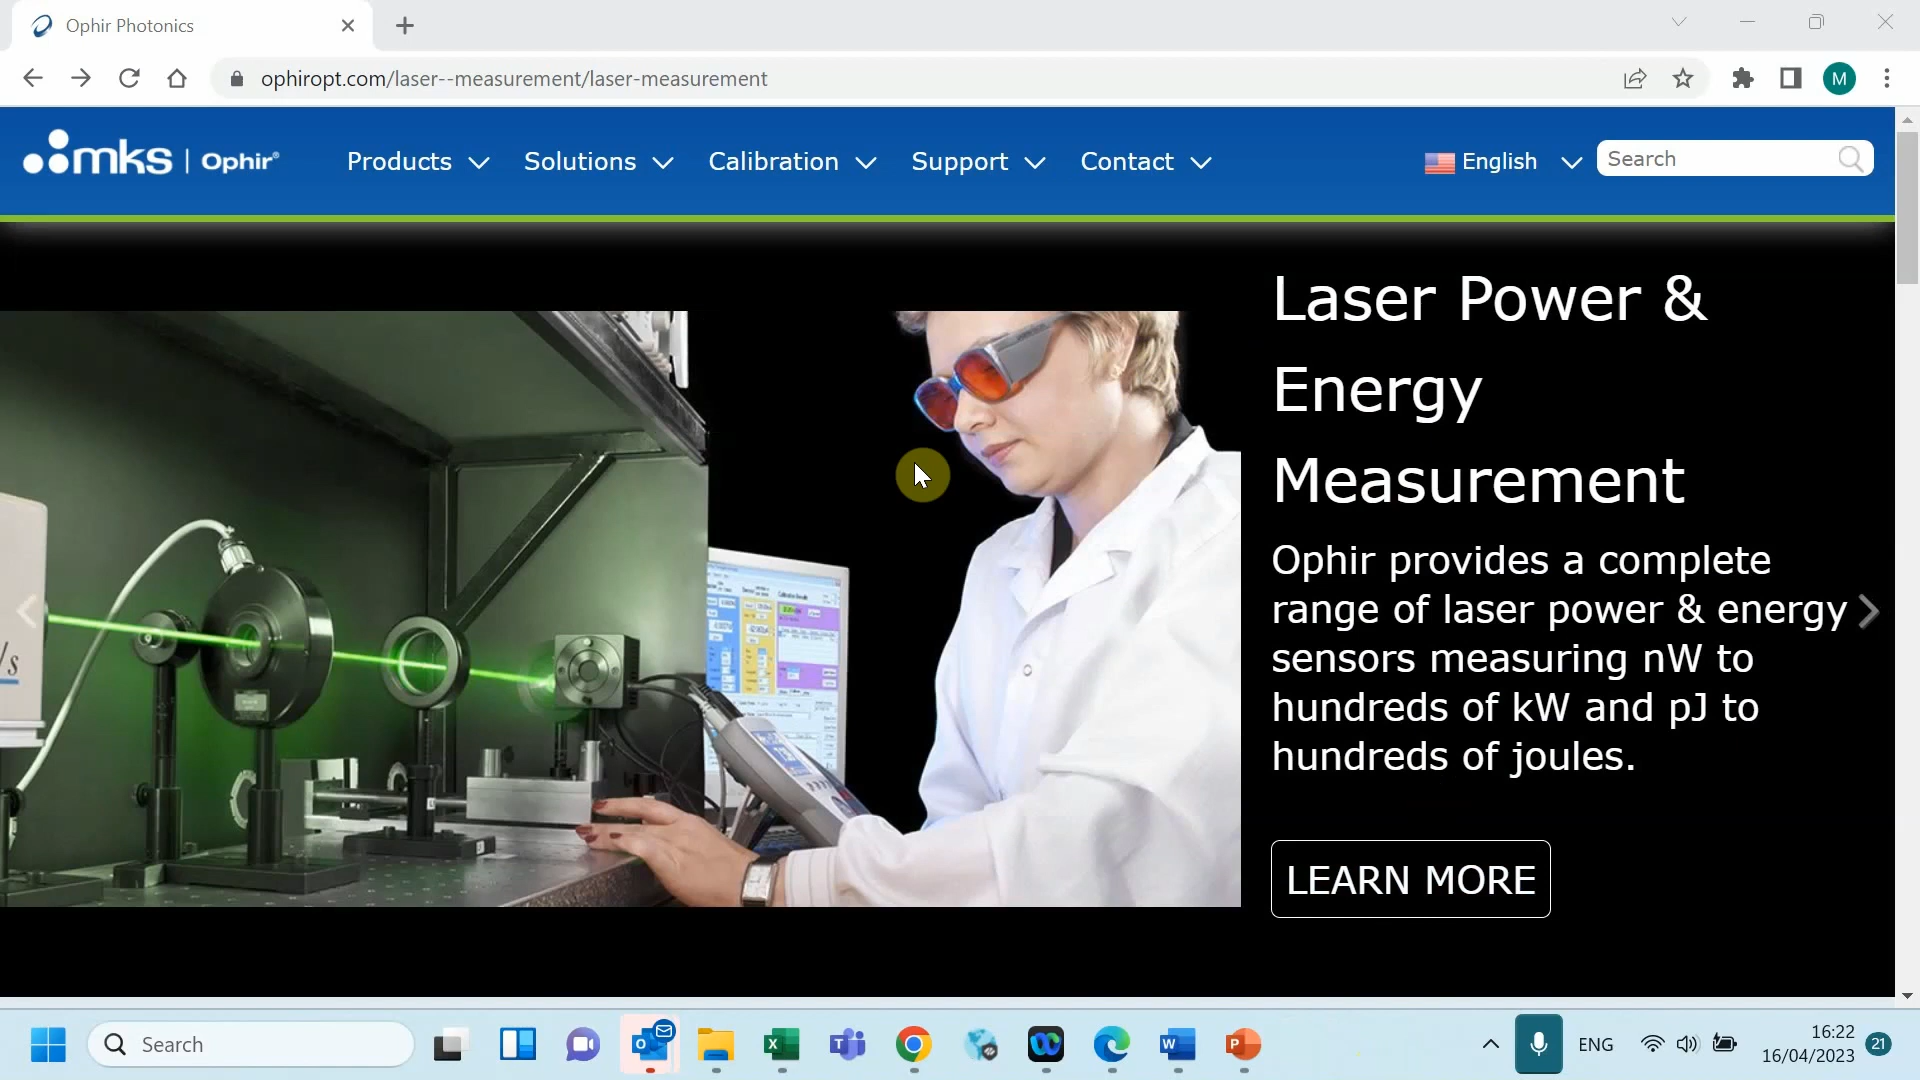 Ophir Photonics
ophiropt.com/laser--measurement/laser-measurement
M
mks | Ophir®
Products
Solutions
Calibration
Support
Contact
English
Search
Laser Power &
Energy
Measurement
Ophir provides a complete
range of laser power & energy
sensors measuring nW to
hundreds of kW and pJ to
hundreds of joules.
LEARN MORE
/s
Search
ENG
16:22
16/04/2023
21